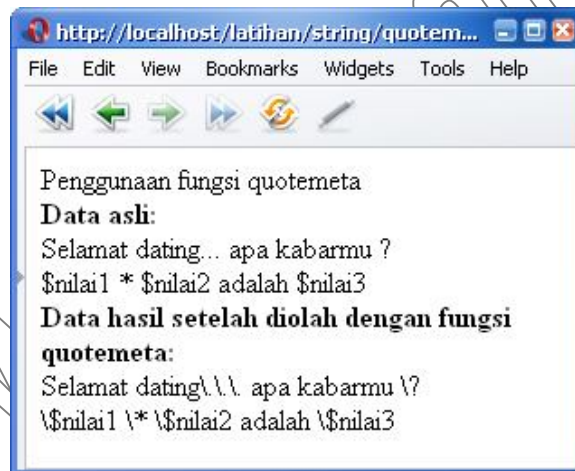 http://localhost/latihan/string/quotem...
File Edit View Bookmarks Widgets Tools Help
Penggunaan fungsi quotemeta
Data asli:
Selamat dating... apa kabarmu ?
$nilai1 * $nilai2 adalah $nilai3
Data hasil setelah diolah dengan fungsi
quotemeta:
Selamat dating\.\.\. apa kabarmu \?
\$nilai1 \* \$nilai2 adalah \$nilai3